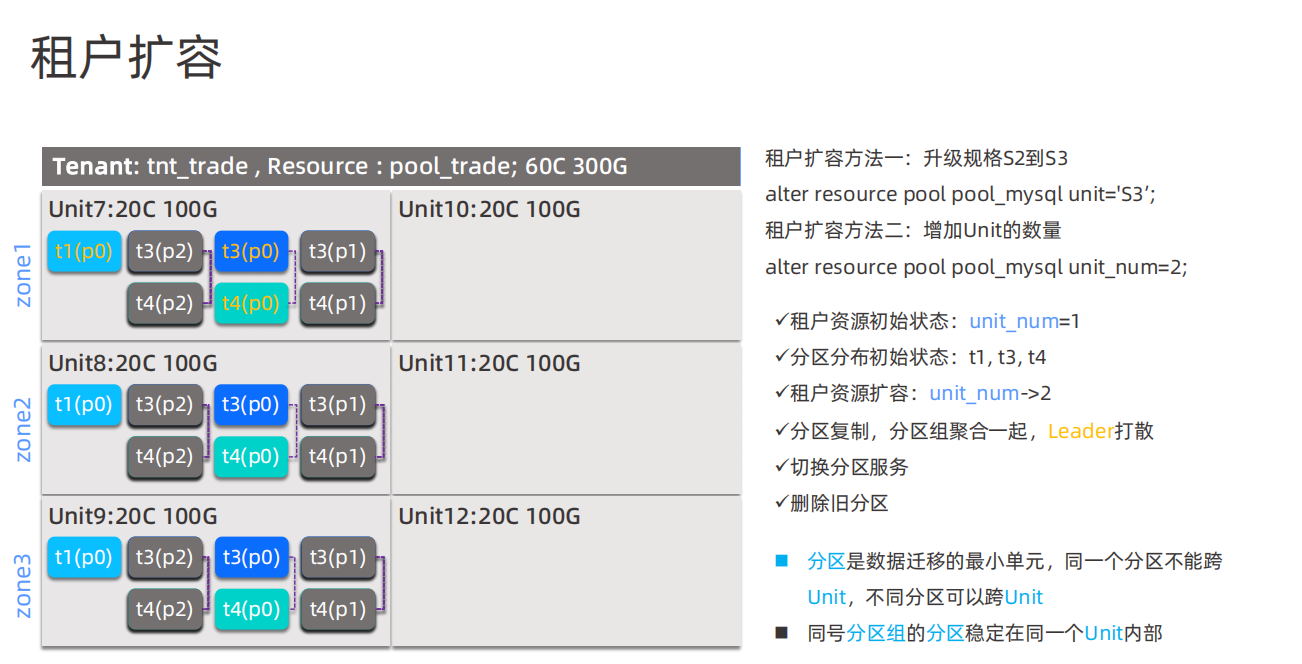 租户扩容
Tenant: tnt_trade , Resource : pool_trade; 60C 300G
zone1
Unit7:20C 100G
t1(p0) t3(p2) t3(p0) t3(p1)
t4(p2) t4(p0) t4(p1)
Unit10:20C 100G
zone2
Unit8:20C 100G
t1(p0) t3(p2) t3(p0) t3(p1)
t4(p2) t4(p0) t4(p1)
Unit11:20C 100G
zone3
Unit9:20C 100G
t1(p0) t3(p2) t3(p0) t3(p1)
t4(p2) t4(p0) t4(p1)
Unit12:20C 100G
租户扩容方法一：升级规格S2到S3
alter resource pool pool_mysql unit='S3’;
租户扩容方法二：增加Unit的数量
alter resource pool pool_mysql unit_num=2;
✓租户资源初始状态：unit_num=1
✓分区分布初始状态：t1, t3, t4
✓租户资源扩容：unit_num->2
✓分区复制，分区组聚合一起，Leader打散
✓切换分区服务
✓删除旧分区
■ 分区是数据迁移的最小单元，同一个分区不能跨
Unit，不同分区可以跨Unit
■ 同号分区组的分区稳定在同一个Unit内部